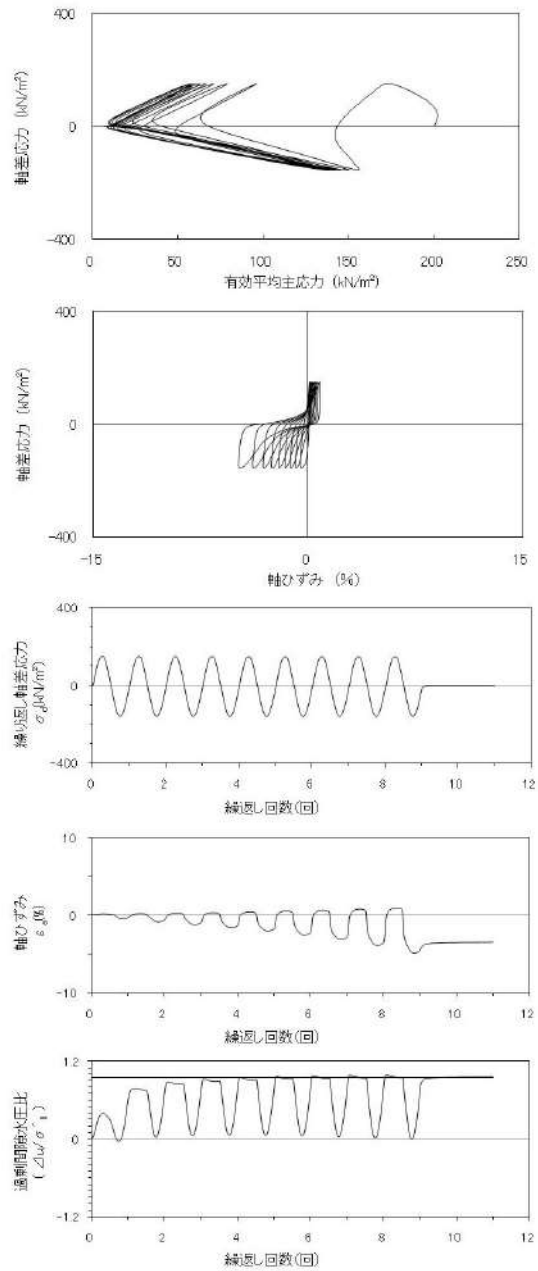 400
0
-400
軸差応力 (kN/m²)
0 50 100 150 200 250
有効平均主応力 (kN/m²)
400
0
-400
軸差応力 (kN/m²)
-15 0 15
軸ひずみ (%)
400
0
-400
繰り返し軸差応力
σd(kN/m²)
0 2 4 6 8 10 12
繰返し回数(回)
10
0
-10
軸ひずみ
εa(%)
0 2 4 6 8 10 12
繰返し回数(回)
1.2
0
-1.2
過剰間隙水圧比
0 2 4 6 8 10 12
繰返し回数(回)